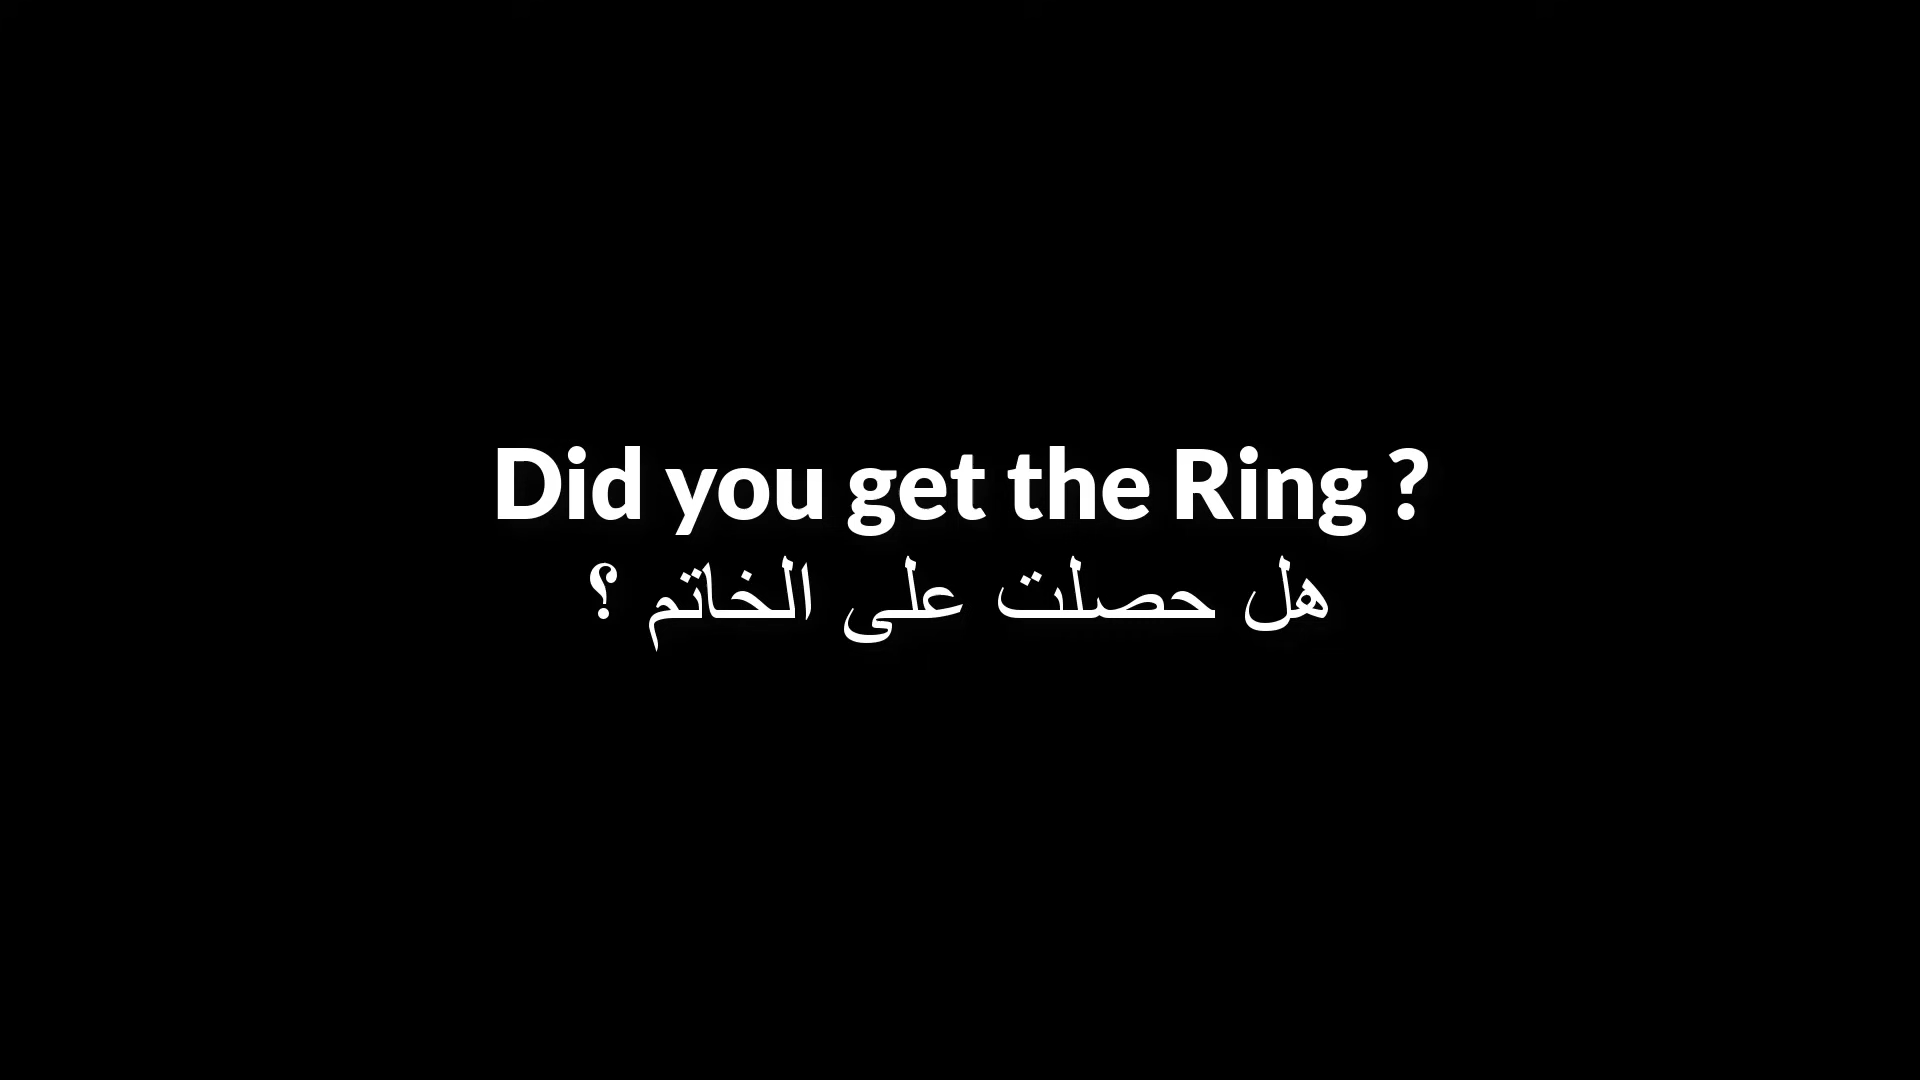 Did you get the Ring ?
هل حصلت على الخاتم ؟